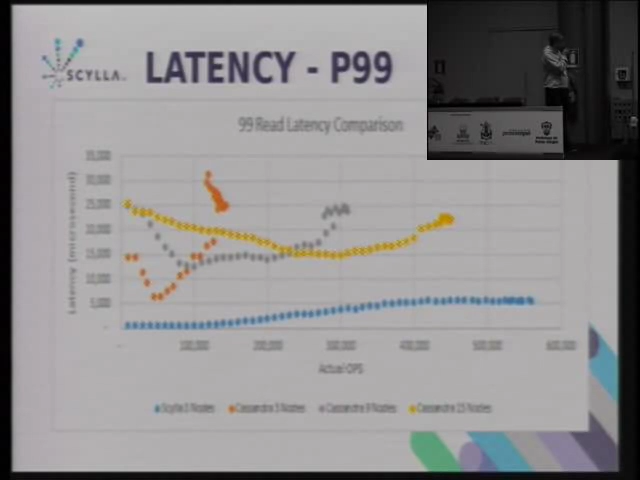 SCYLLA
LATENCY - P99
99 Read Latency Comparison
35,000
30,000
25,000
20,000
15,000
10,000
5,000
-
Latency (microsecond)
- 100,000 200,000 300,000 400,000 500,000 600,000
Actual OPS
Scylla 3 Nodes Cassandra 3 Nodes Cassandra 9 Nodes Cassandra 15 Nodes